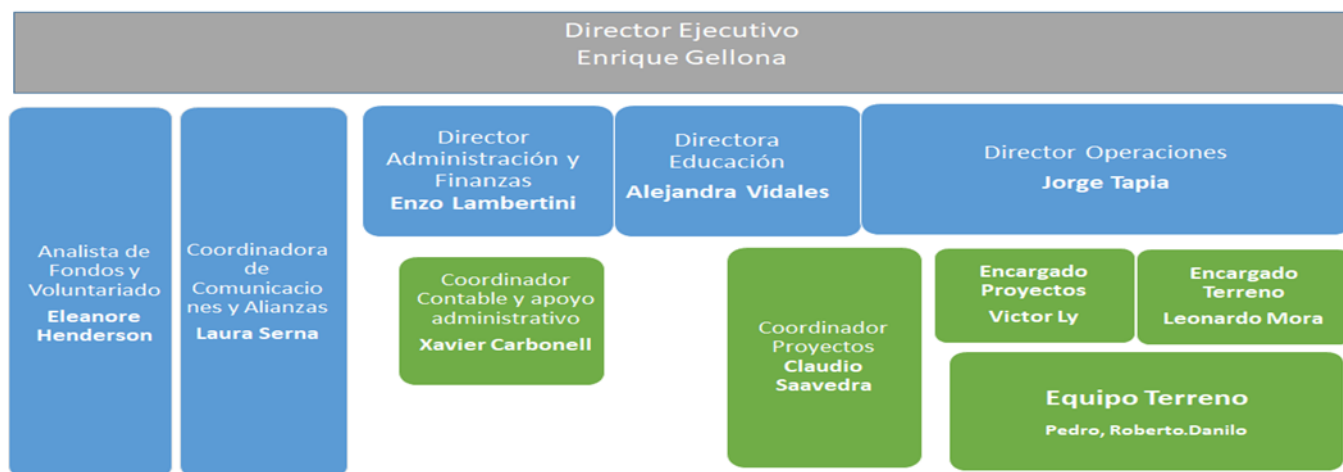 Director Ejecutivo
Enrique Gellona
Analista de
Fondos y
Voluntariado
Eleanore
Henderson
Coordinadora
de
Comunicacio
nes y Alianzas
Laura Serna
Director
Administración y
Finanzas
Enzo Lambertini
Directora
Educación
Alejandra Vidales
Director Operaciones
Jorge Tapia
Coordinador
Contable y apoyo
administrativo
Xavier Carbonell
Coordinador
Proyectos
Claudio
Saavedra
Encargado
Proyectos
Victor Ly
Encargado
Terreno
Leonardo Mora
Equipo Terreno
Pedro, Roberto.Danilo